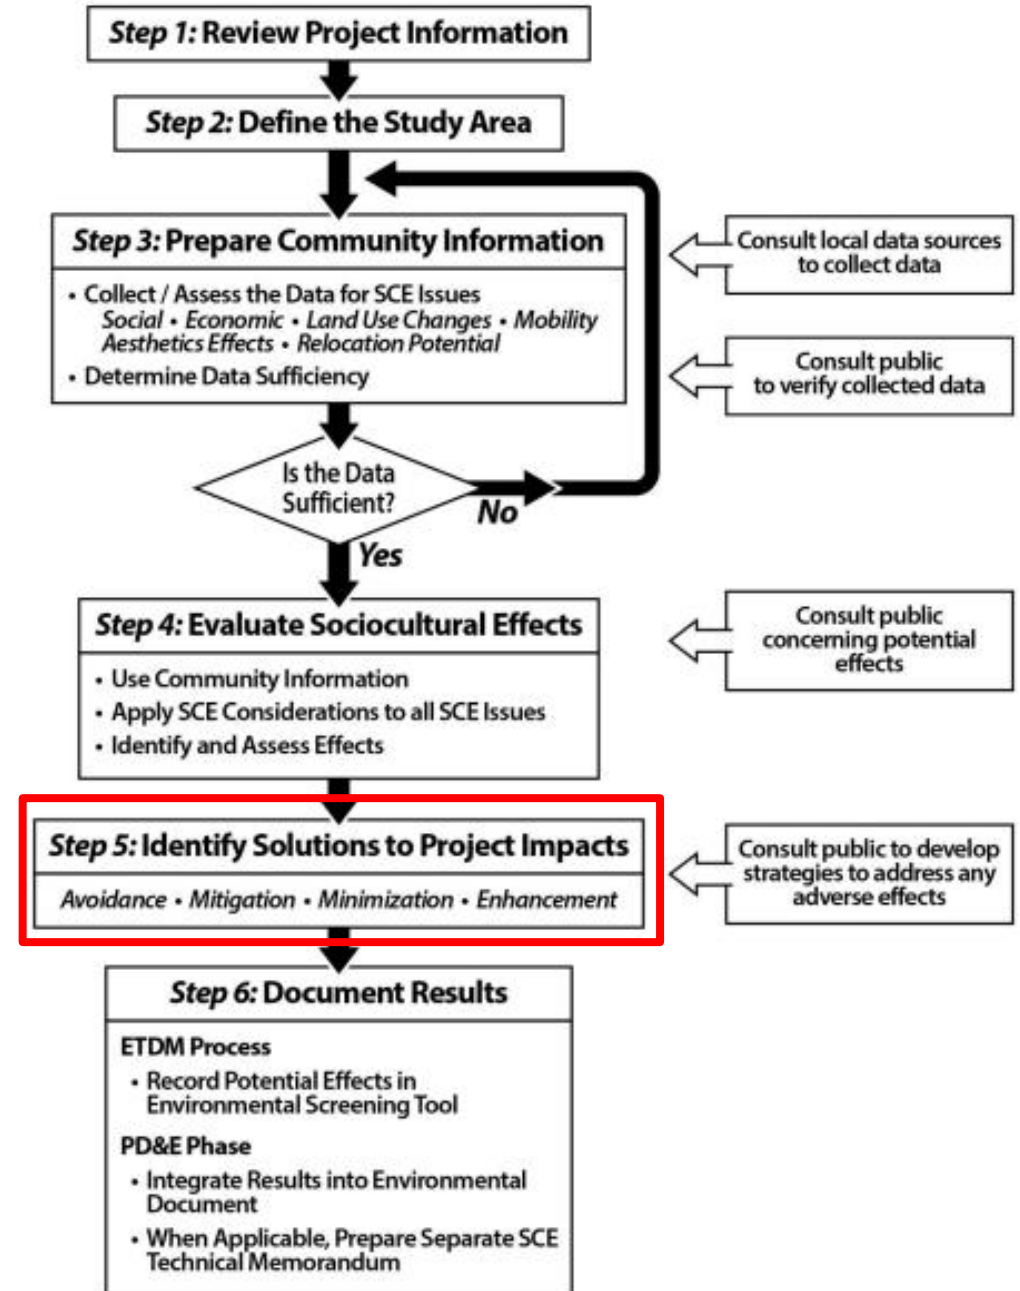 Step 1: Review Project Information
Step 2: Define the Study Area
Step 3: Prepare Community Information
• Collect / Assess the Data for SCE Issues
Social • Economic • Land Use Changes • Mobility
Aesthetics Effects • Relocation Potential
• Determine Data Sufficiency
Consult local data sources
to collect data
Consult public
to verify collected data
Is the Data
Sufficient?
No
Yes
Step 4: Evaluate Sociocultural Effects
• Use Community Information
• Apply SCE Considerations to all SCE Issues
• Identify and Assess Effects
Consult public
concerning potential
effects
Step 5: Identify Solutions to Project Impacts
Avoidance • Mitigation • Minimization • Enhancement
Consult public to develop
strategies to address any
adverse effects
Step 6: Document Results
ETDM Process
• Record Potential Effects in
Environmental Screening Tool
PD&E Phase
• Integrate Results into Environmental
Document
• When Applicable, Prepare Separate SCE
Technical Memorandum